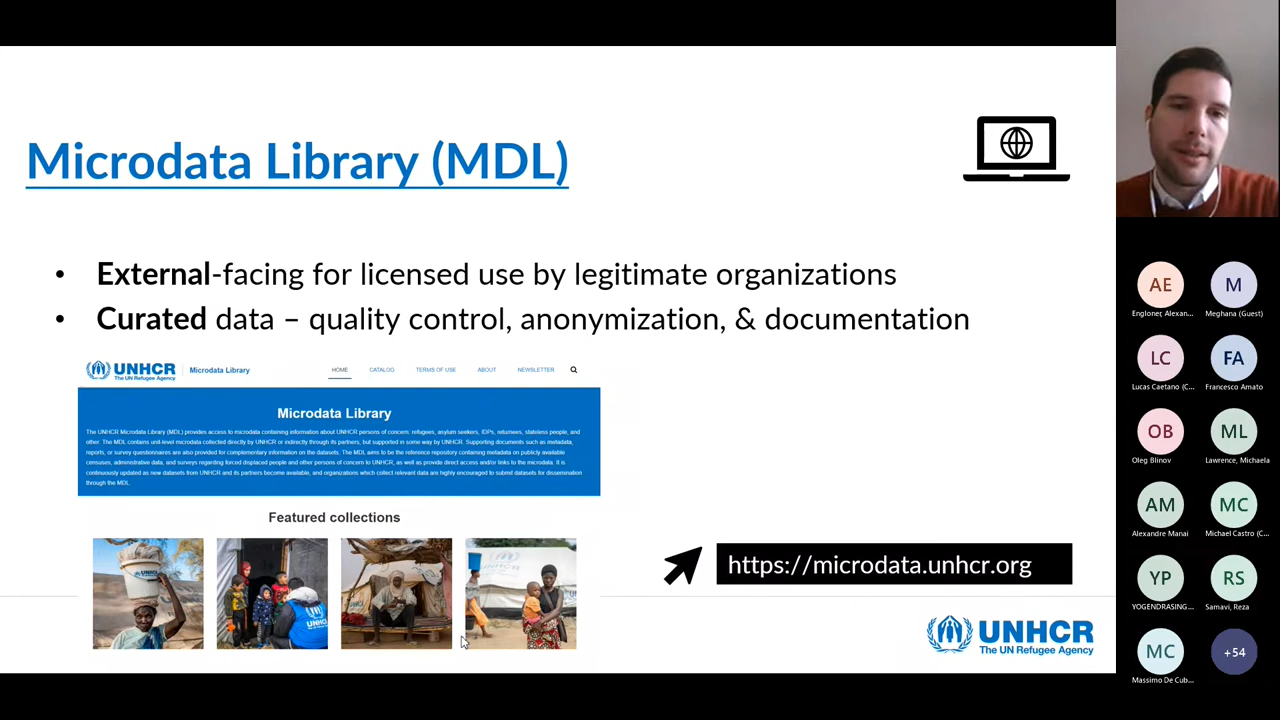 Microdata Library (MDL)
• External-facing for licensed use by legitimate organizations
• Curated data – quality control, anonymization, & documentation
UNHCR
The UN Refugee Agency
Microdata Library
HOME
CATALOG
TERMS OF USE
ABOUT
NEWSLETTER
Microdata Library
The UNHCR Microdata Library (MDL) provides access to microdata containing information about UNHCR persons of concern: refugees, asylum seekers, IDPs, returnees, stateless people, and
other. The MDL contains unit-level microdata collected directly by UNHCR or indirectly through its partners, but supported in some way by UNHCR. Supporting documents such as metadata,
reports, or survey questionnaires are also provided for complementary information on the datasets. The MDL aims to be the reference repository containing metadata on publicly available
censuses, administrative data, and surveys regarding forced displaced people and other persons of concern to UNHCR, as well as provide direct access and/or links to the microdata. It is
continuously updated as new datasets from UNHCR and its partners become available, and organizations which collect relevant data are highly encouraged to submit datasets for dissemination
through the MDL.
Featured collections
UNHCR
https://microdata.unhcr.org
UNHCR
The UN Refugee Agency
AE
Engloner, Alexan...
M
Meghana (Guest)
LC
Lucas Caetano (C...
FA
Francesco Amato
OB
Oleg Blinov
ML
Lawrence, Michaela
AM
Alexandre Manai
MC
Michael Castro (C...
YP
YOGENDRASING...
RS
Samavi, Reza
MC
Massimo De Cub...
+54